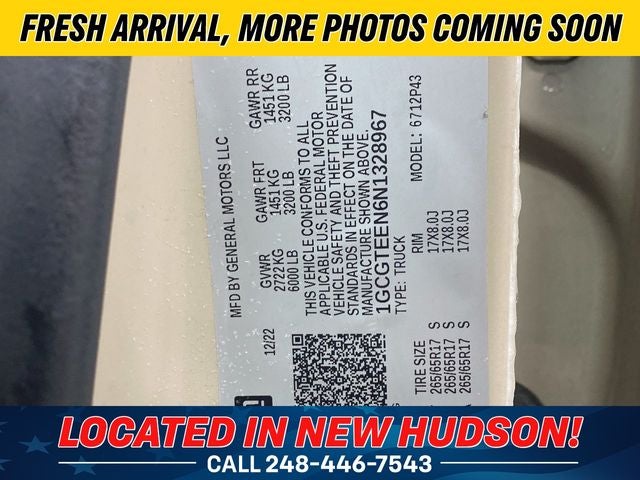 FRESH ARRIVAL, MORE PHOTOS COMING SOON
MFD BY GENERAL MOTORS LLC
12/22
GVWR
2722 KG
6000 LB
GAWR FRT
1451 KG
3200 LB
GAWR RR
1451 KG
3200 LB
THIS VEHICLE CONFORMS TO ALL
APPLICABLE U.S. FEDERAL MOTOR
VEHICLE SAFETY AND THEFT PREVENTION
STANDARDS IN EFFECT ON THE DATE OF
MANUFACTURE SHOWN ABOVE.
1GCGTEEN6N1328967
TYPE: TRUCK
MODEL: 6712P43
TIRE SIZE RIM
265/65R17 S 17X8.0J
265/65R17 S 17X8.0J
265/65R17 S 17X8.0J
LOCATED IN NEW HUDSON!
CALL 248-446-7543